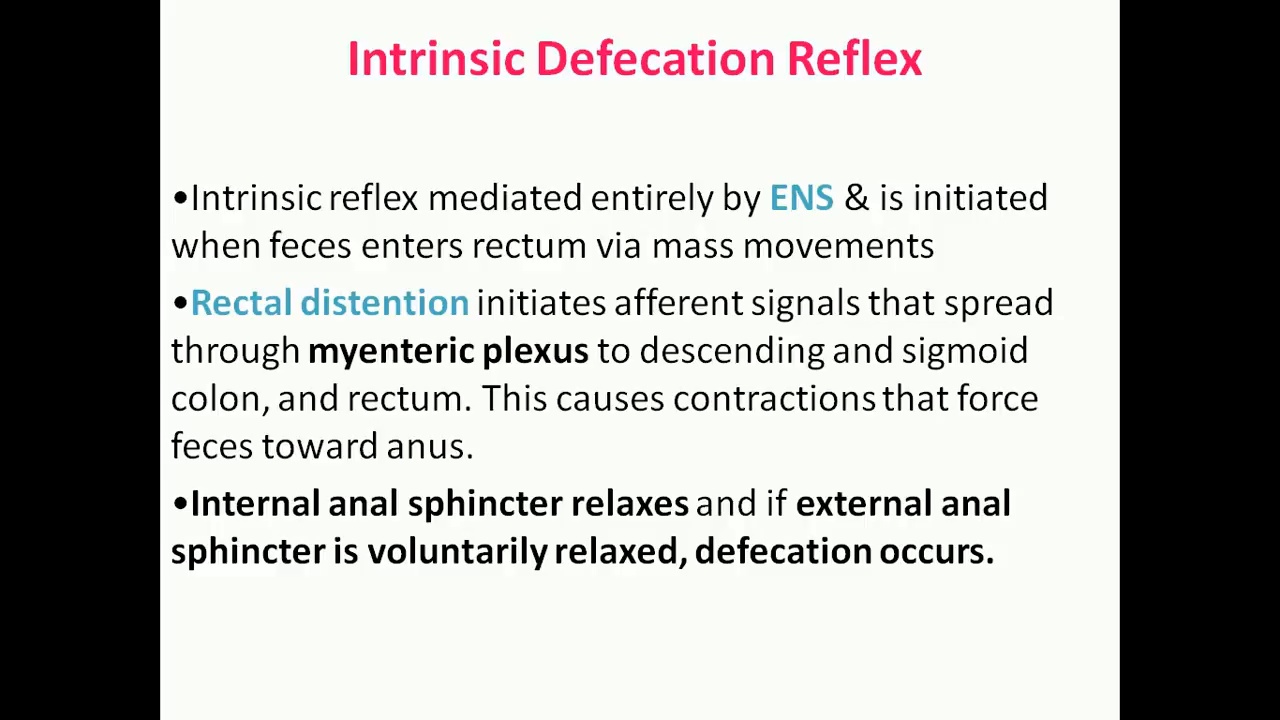 Intrinsic Defecation Reflex
•Intrinsic reflex mediated entirely by ENS & is initiated
when feces enters rectum via mass movements
•Rectal distention initiates afferent signals that spread
through myenteric plexus to descending and sigmoid
colon, and rectum. This causes contractions that force
feces toward anus.
•Internal anal sphincter relaxes and if external anal
sphincter is voluntarily relaxed, defecation occurs.